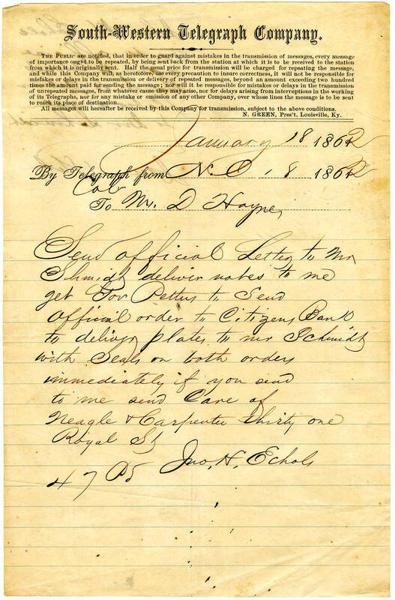 South-Western Telegraph Company.
THE PUBLIC are notified, that in order to guard against mistakes in the transmission of messages, every message
of importance ought to be repeated, by being sent back from the station at which it is to be received to the station
from which it is originally sent. Half the usual price for transmission will be charged for repeating the message,
and while this Company will, as heretofore, use every precaution to insure correctness, it will not be responsible for
mistakes or delays in the transmission or delivery of repeated messages, beyond an amount exceeding two hundred
times the amount paid for sending the message; nor will it be responsible for mistakes or delays in the transmission
of unrepeated messages, from whatever cause they may arise, nor for delays arising from interruptions in the working
of its Telegraphs, nor for any mistake or omission of any other Company, over whose lines the message is to be sent
to reach its place of destination.
All messages will hereafter be received by this Company for transmission, subject to the above conditions.
N. GREEN, Pres't, Louisville, Ky.
January 18 1862
By Telegraph from N. O. 18 1862
To Mr. D Hayne
Send official Letter to Mr
Schmidt deliver notes to me
get Gov Pettus to Send
official order to Citizens Bank
to deliver plates to mr Schmidt
with Seals on both orders
immediately if you send
to me send Care of
Neagle & Carpenter Thirty one
Royal St
Jno. H. Echols
47